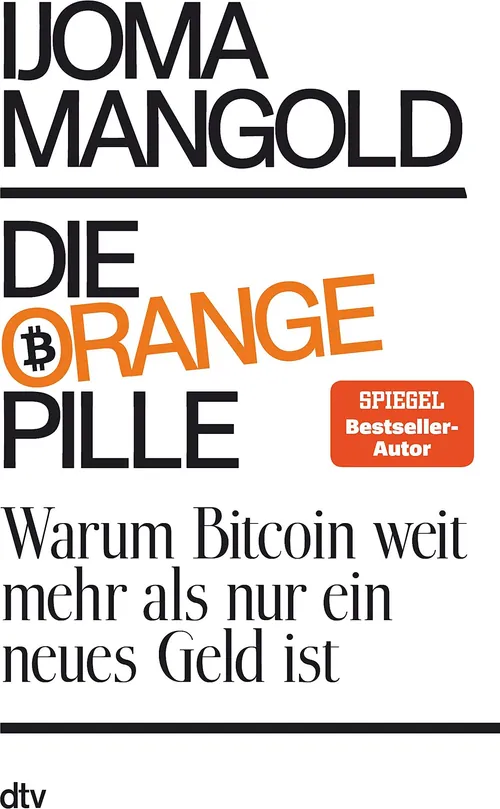 IJOMA
MANGOLD
DIE
ORANGE
PILLE
SPIEGEL
Bestseller-
Autor
Warum Bitcoin weit
mehr als nur ein
neues Geld ist
dtv